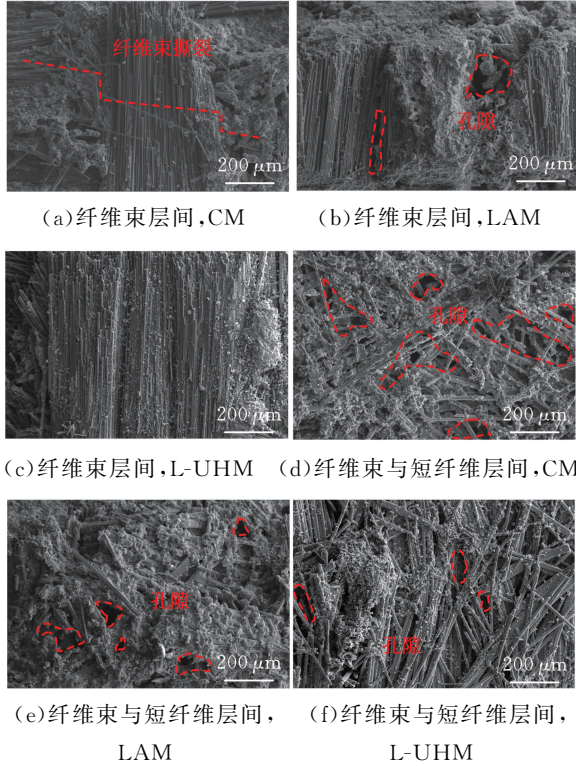 纤维束撕裂
200 μm
孔隙
200 μm
(a)纤维束层间,CM
(b)纤维束层间,LAM
200 μm
孔隙
200 μm
(c)纤维束层间,L-UHM
(d)纤维束与短纤维层间,CM
孔隙
200 μm
孔隙
200 μm
(e)纤维束与短纤维层间,
LAM
(f)纤维束与短纤维层间,
L-UHM